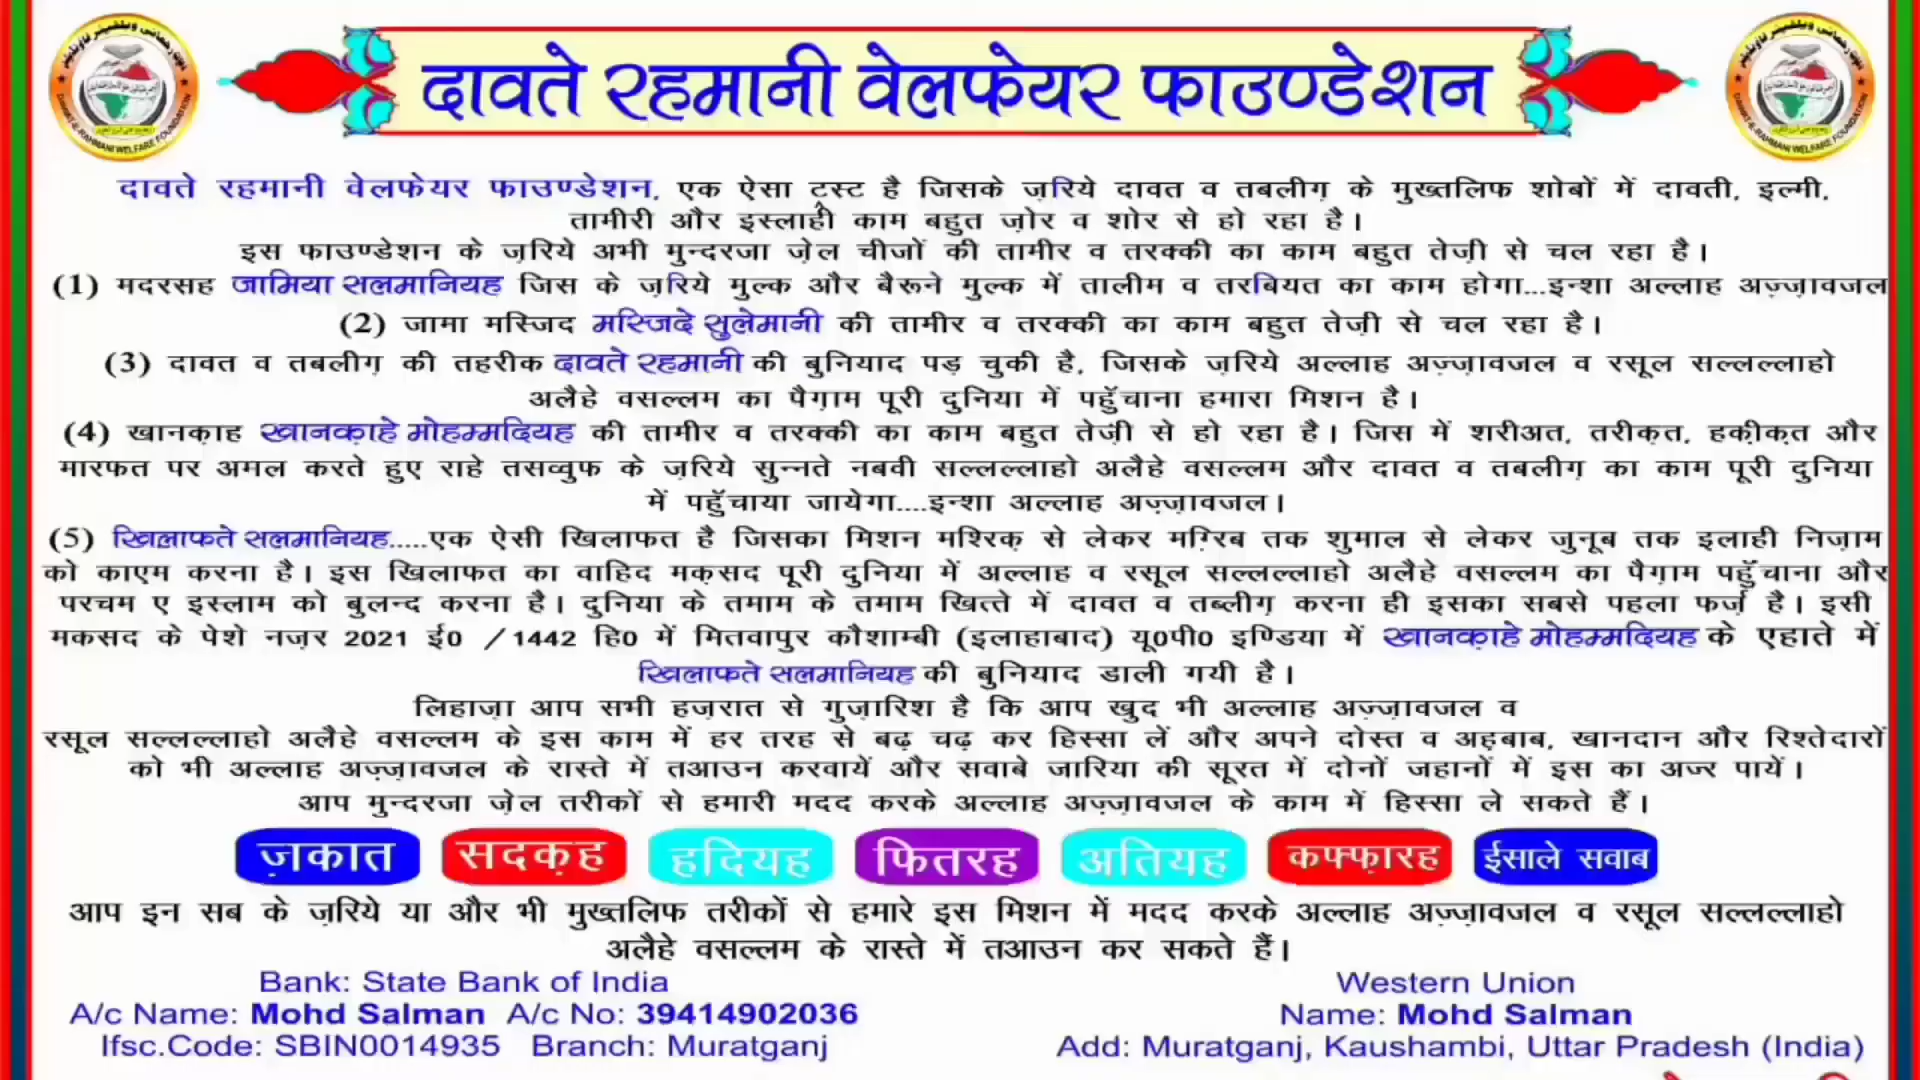 दावते रहमानी वेलफेयर फाउण्डेशन
दावते रहमानी वेलफेयर फाउण्डेशन, एक ऐसा ट्रस्ट है जिसके ज़रिये दावत व तबलीग़ के मुख्तलिफ शोबों में दावती, इल्मी,
तामीरी और इस्लाही काम बहुत ज़ोर व शोर से हो रहा है।
इस फाउण्डेशन के ज़रिये अभी मुन्दरजा ज़ेल चीजों की तामीर व तरक्की का काम बहुत तेज़ी से चल रहा है।
(1) मदरसह जामिया सलमानियह जिस के ज़रिये मुल्क और बैरूने मुल्क में तालीम व तरबियत का काम होगा...इन्शा अल्लाह अज़्ज़ावजल
(2) जामा मस्जिद मस्जिदे सुलेमानी की तामीर व तरक्की का काम बहुत तेज़ी से चल रहा है।
(3) दावत व तबलीग़ की तहरीक दावते रहमानी की बुनियाद पड़ चुकी है, जिसके ज़रिये अल्लाह अज़्ज़ावजल व रसूल सल्लल्लाहो
अलैहे वसल्लम का पैग़ाम पूरी दुनिया में पहुँचाना हमारा मिशन है।
(4) खानक़ाह खानक़ाहे मोहम्मदियह की तामीर व तरक्की का काम बहुत तेज़ी से हो रहा है। जिस में शरीअत, तरीक़त, हक़ीक़त और
मारफत पर अमल करते हुए राहे तसव्वुफ के ज़रिये सुन्नते नबवी सल्लल्लाहो अलैहे वसल्लम और दावत व तबलीग़ का काम पूरी दुनिया
में पहुँचाया जायेगा....इन्शा अल्लाह अज़्ज़ावजल।
(5) खिलाफते सलमानियह.....एक ऐसी खिलाफत है जिसका मिशन मश्रिक़ से लेकर मग़्रिब तक शुमाल से लेकर जुनूब तक इलाही निज़ाम
को काएम करना है। इस खिलाफत का वाहिद मक़सद पूरी दुनिया में अल्लाह व रसूल सल्लल्लाहो अलैहे वसल्लम का पैग़ाम पहुँचाना और
परचम ए इस्लाम को बुलन्द करना है। दुनिया के तमाम के तमाम खित्ते में दावत व तब्लीग़ करना ही इसका सबसे पहला फर्ज़ है। इसी
मकसद के पेशे नज़र 2021 ई0 /1442 हि0 में मितवापुर कौशाम्बी (इलाहाबाद) यू0पी0 इण्डिया में खानक़ाहे मोहम्मदियह के एहाते में
खिलाफते सलमानियह की बुनियाद डाली गयी है।
लिहाज़ा आप सभी हज़रात से गुज़ारिश है कि आप खुद भी अल्लाह अज़्ज़ावजल व
रसूल सल्लल्लाहो अलैहे वसल्लम के इस काम में हर तरह से बढ़ चढ़ कर हिस्सा लें और अपने दोस्त व अह़बाब, खानदान और रिश्तेदारों
को भी अल्लाह अज़्ज़ावजल के रास्ते में तआउन करवायें और सवाबे जारिया की सूरत में दोनों जहानों में इस का अज्र पायें।
आप मुन्दरजा ज़ेल तरीकों से हमारी मदद करके अल्लाह अज़्ज़ावजल के काम में हिस्सा ले सकते हैं।
ज़कात सदक़ह हदियह फितरह अतियह कफ्फ़ारह ईसाले सवाब
आप इन सब के ज़रिये या और भी मुख्तलिफ तरीकों से हमारे इस मिशन में मदद करके अल्लाह अज़्ज़ावजल व रसूल सल्लल्लाहो
अलैहे वसल्लम के रास्ते में तआउन कर सकते हैं।
Bank: State Bank of India
A/c Name: Mohd Salman A/c No: 39414902036
Ifsc.Code: SBIN0014935 Branch: Muratganj
Western Union
Name: Mohd Salman
Add: Muratganj, Kaushambi, Uttar Pradesh (India)